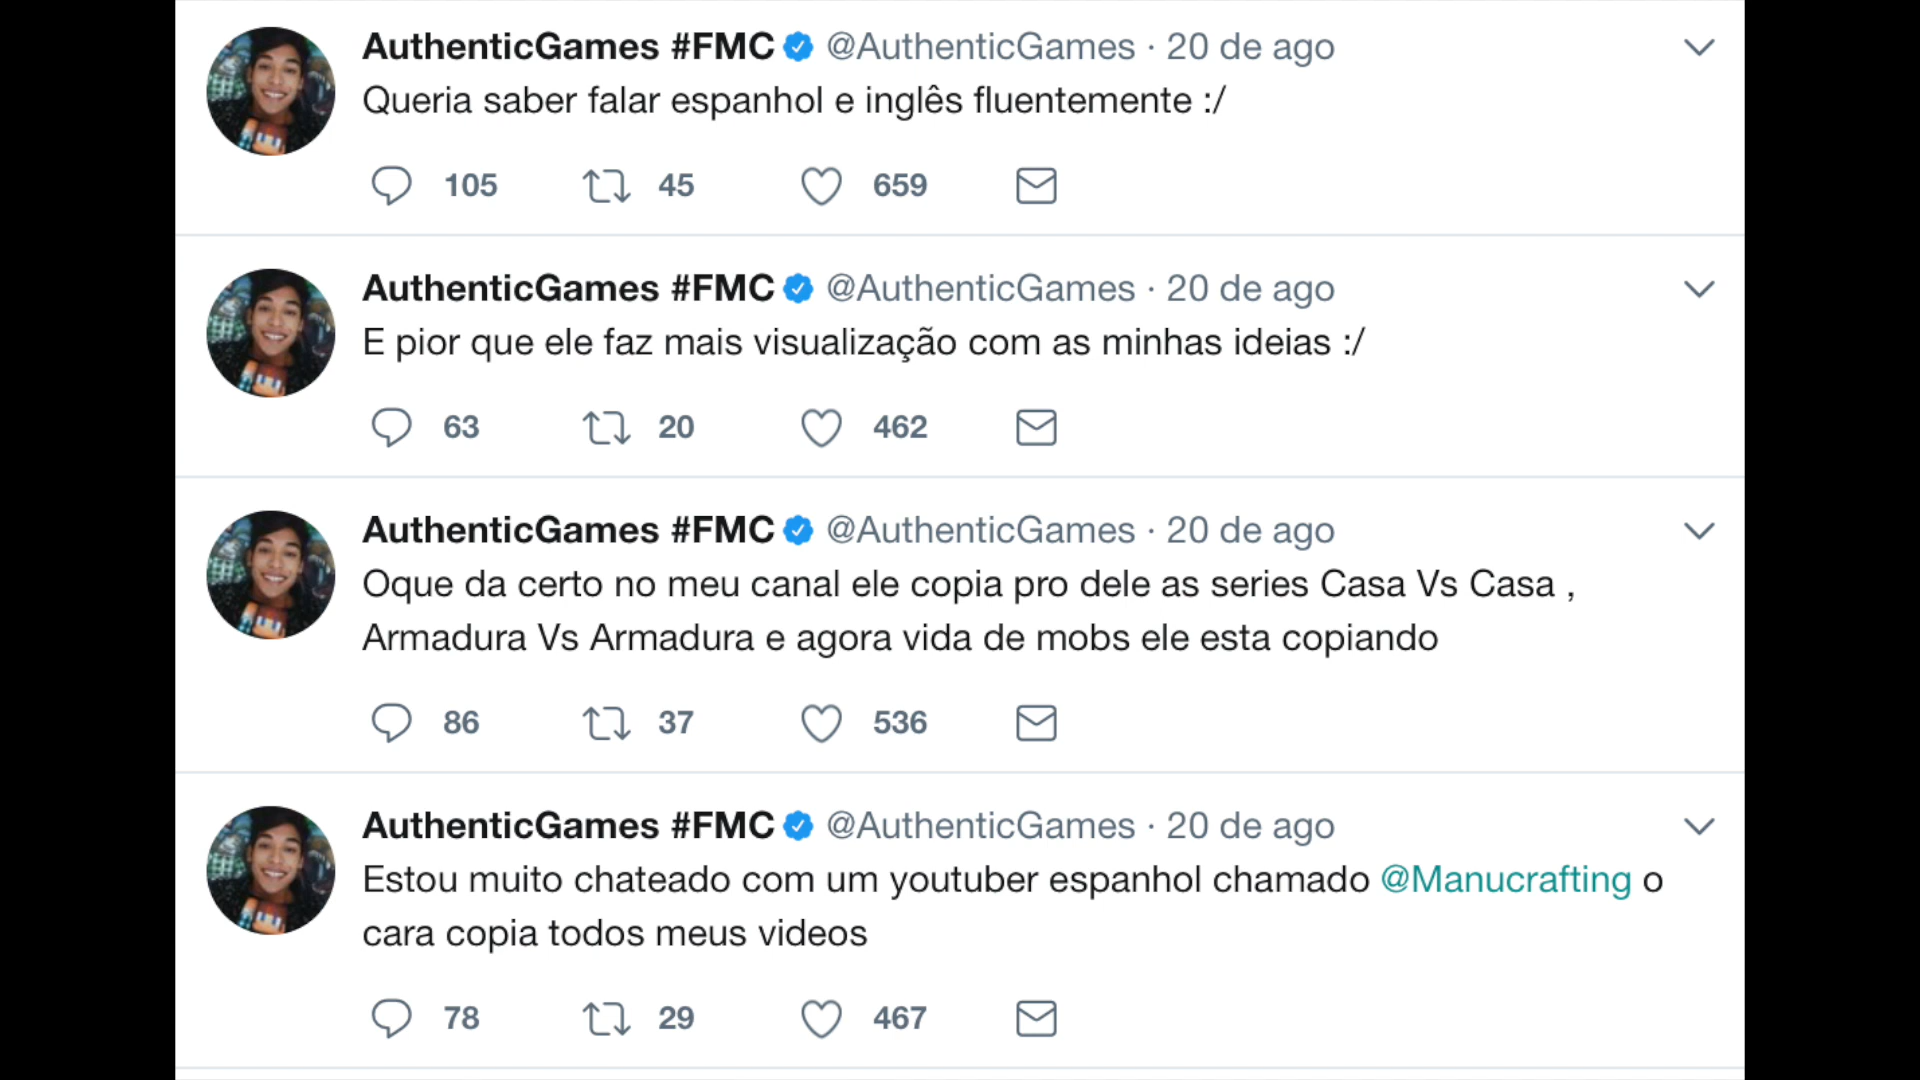 AuthenticGames #FMC @AuthenticGames · 20 de ago
Queria saber falar espanhol e inglês fluentemente :/
105 45 659
AuthenticGames #FMC @AuthenticGames · 20 de ago
E pior que ele faz mais visualização com as minhas ideias :/
63 20 462
AuthenticGames #FMC @AuthenticGames · 20 de ago
Oque da certo no meu canal ele copia pro dele as series Casa Vs Casa ,
Armadura Vs Armadura e agora vida de mobs ele esta copiando
86 37 536
AuthenticGames #FMC @AuthenticGames · 20 de ago
Estou muito chateado com um youtuber espanhol chamado @Manucrafting o
cara copia todos meus videos
78 29 467